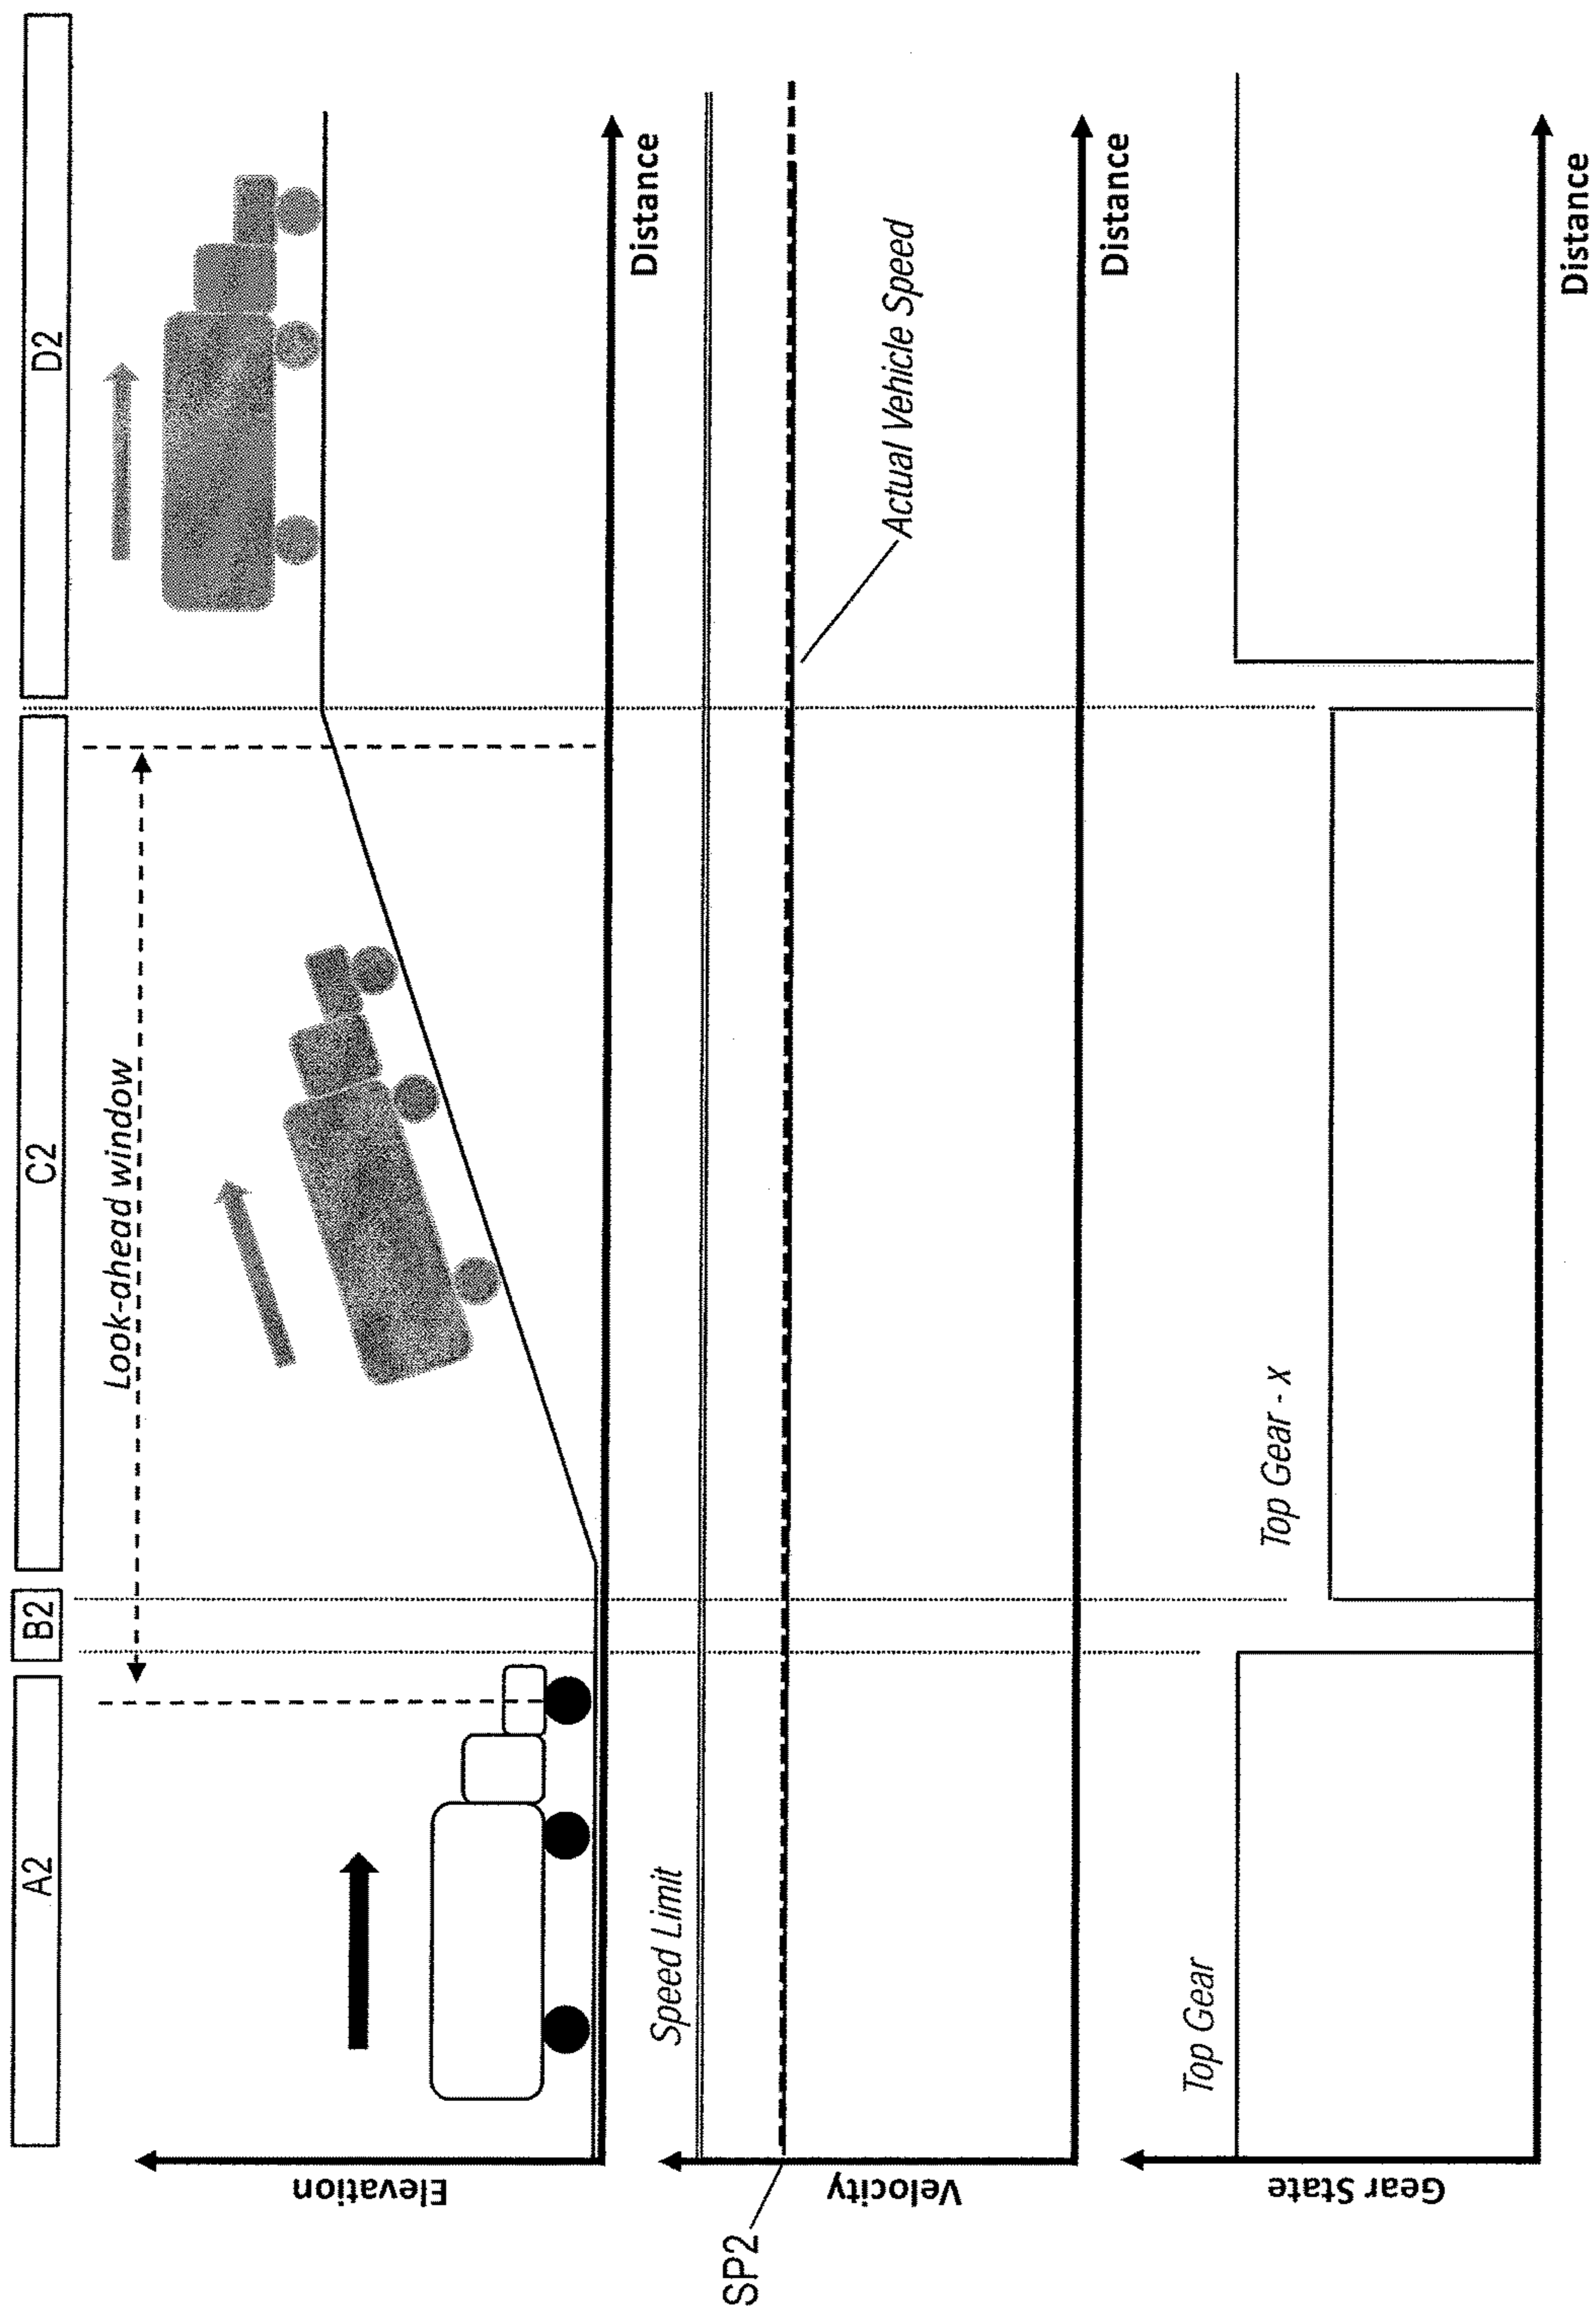 A2
B2
C2
D2
Look-ahead window
Elevation
Distance
Speed Limit
SP2
Velocity
Actual Vehicle Speed
Distance
Top Gear
Top Gear - X
Gear State
Distance